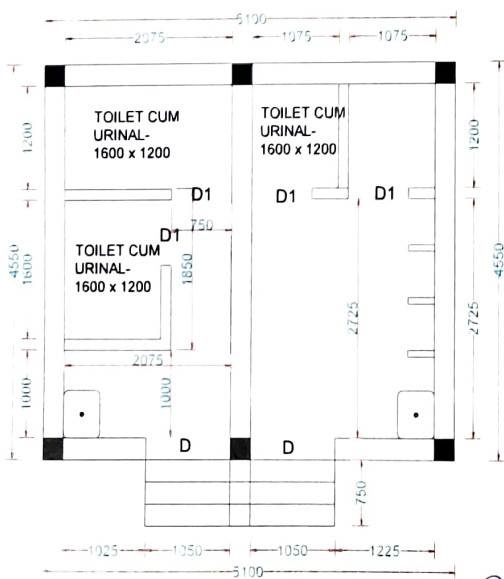 5100
2075
1075
1075
TOILET CUM
URINAL-
1600 x 1200
TOILET CUM
URINAL-
1600 x 1200
1200
1200
D1
D1
D1
D1
750
TOILET CUM
URINAL-
1600 x 1200
4550
1600
1850
2725
2725
4550
2075
1000
1000
D
D
750
1025
1050
1050
1225
5100